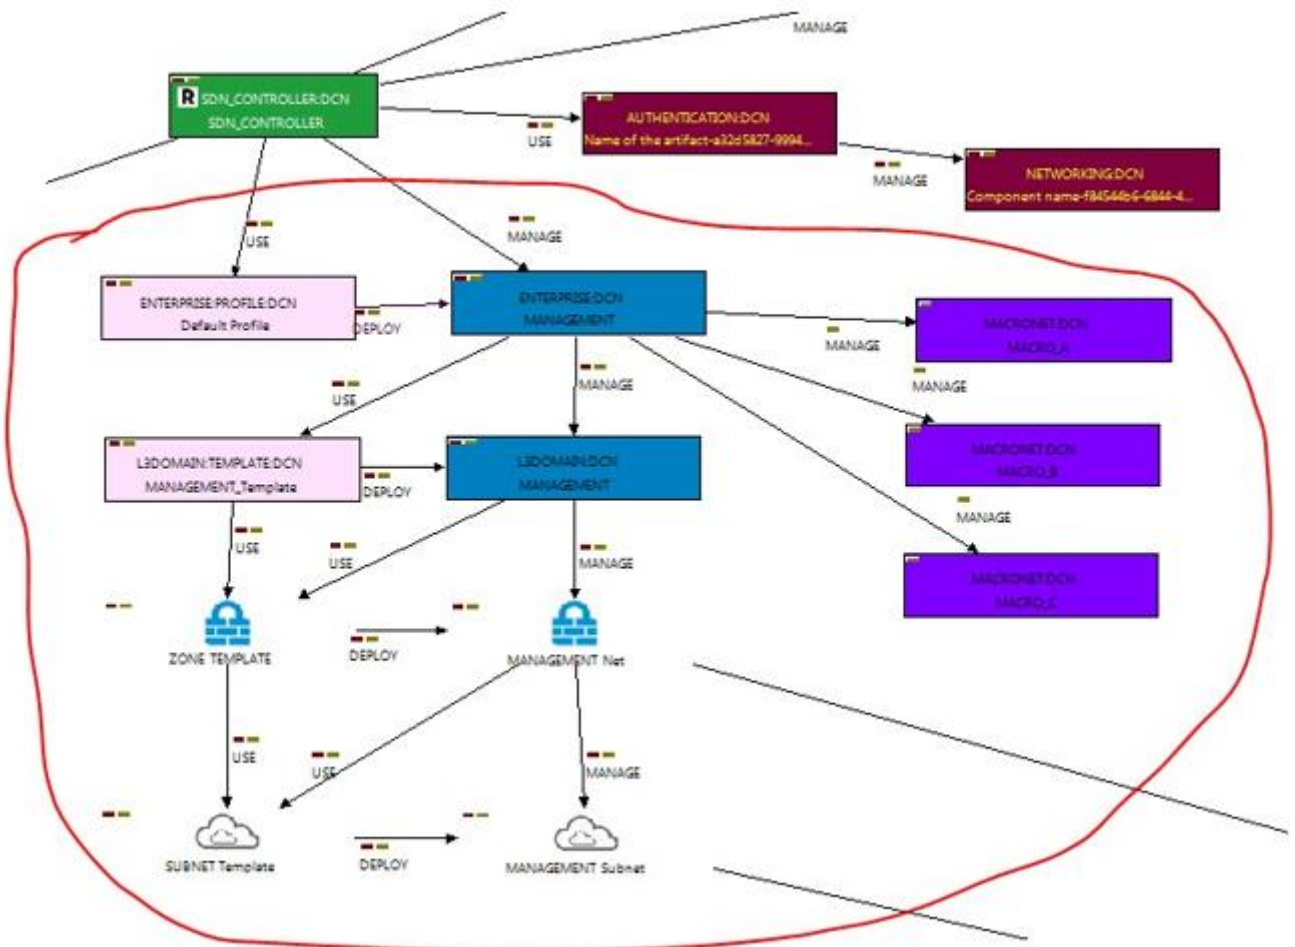 MANAGE
R
SDN_CONTROLLER:DCN
SDN_CONTROLLER
USE
AUTHENTICATION:DCN
Name of the artifact-a32d5827-9994...
MANAGE
NETWORKING:DCN
Component name-f84544b6-6844-4...
USE
MANAGE
ENTERPRISE:PROFILE:DCN
Default Profile
DEPLOY
ENTERPRISE:DCN
MANAGEMENT
MANAGE
MACRONET:DCN
MACRO_A
USE
MANAGE
MANAGE
L3DOMAIN:TEMPLATE:DCN
MANAGEMENT_Template
DEPLOY
L3DOMAIN:DCN
MANAGEMENT
MACRONET:DCN
MACRO_B
MANAGE
USE
USE
MANAGE
MACRONET:DCN
MACRO_C
ZONE TEMPLATE
DEPLOY
MANAGEMENT Net
USE
USE
MANAGE
SUBNET Template
DEPLOY
MANAGEMENT Subnet